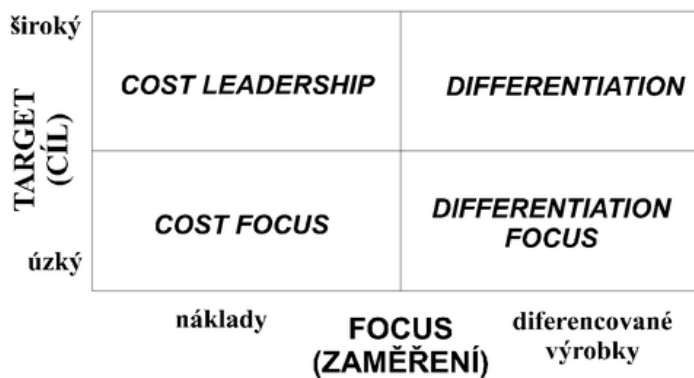 široký
TARGET
(CÍL)
úzký
COST LEADERSHIP
DIFFERENTIATION
COST FOCUS
DIFFERENTIATION
FOCUS
náklady
FOCUS
(ZAMĚŘENÍ)
diferencované
výrobky